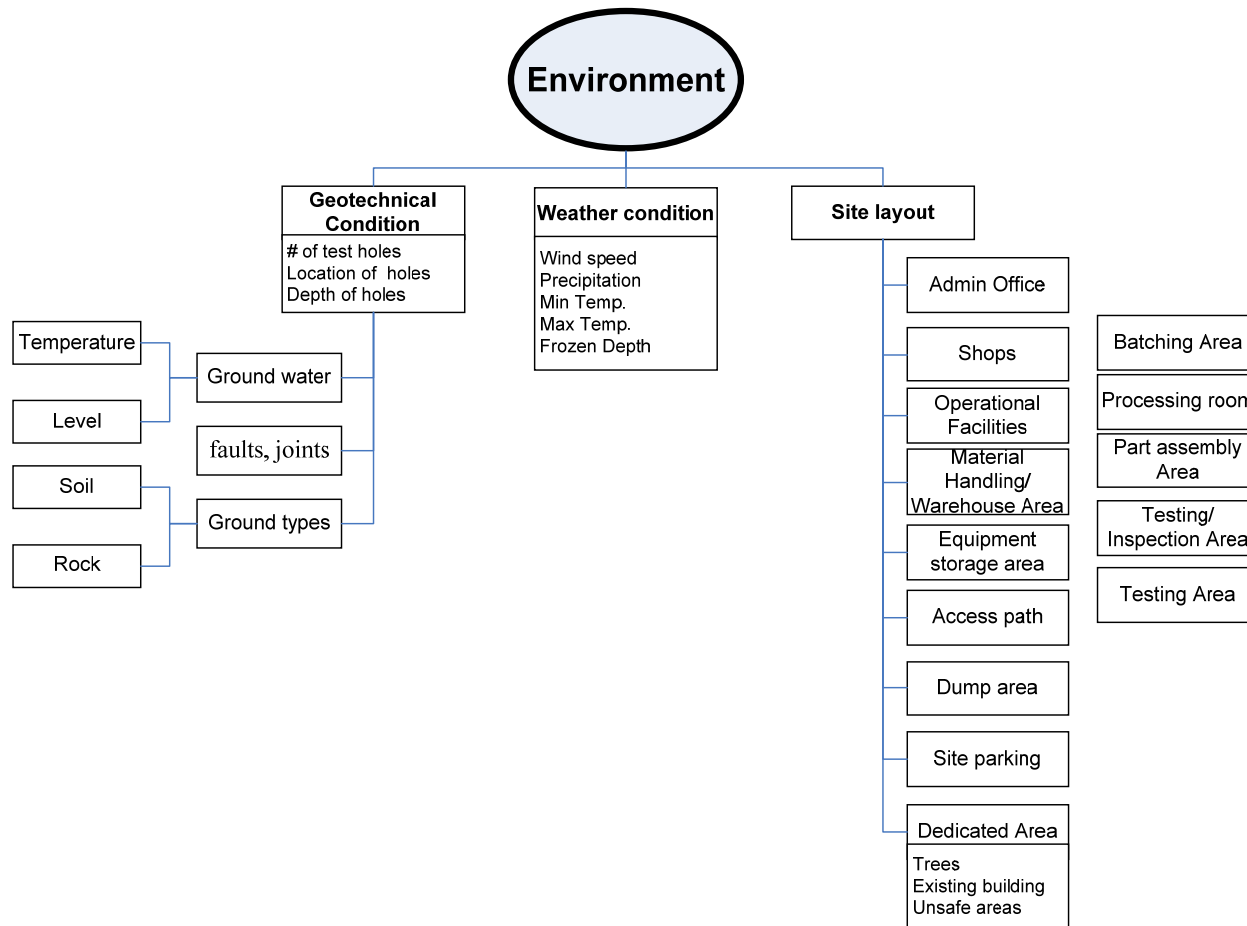 Environment
Geotechnical
Condition
# of test holes
Location of holes
Depth of holes
Weather condition
Wind speed
Precipitation
Min Temp.
Max Temp.
Frozen Depth
Site layout
Temperature
Level
Soil
Rock
Ground water
faults, joints
Ground types
Admin Office
Shops
Operational
Facilities
Material
Handling/
Warehouse Area
Equipment
storage area
Access path
Dump area
Site parking
Dedicated Area
Trees
Existing building
Unsafe areas
Batching Area
Processing room
Part assembly
Area
Testing/
Inspection Area
Testing Area